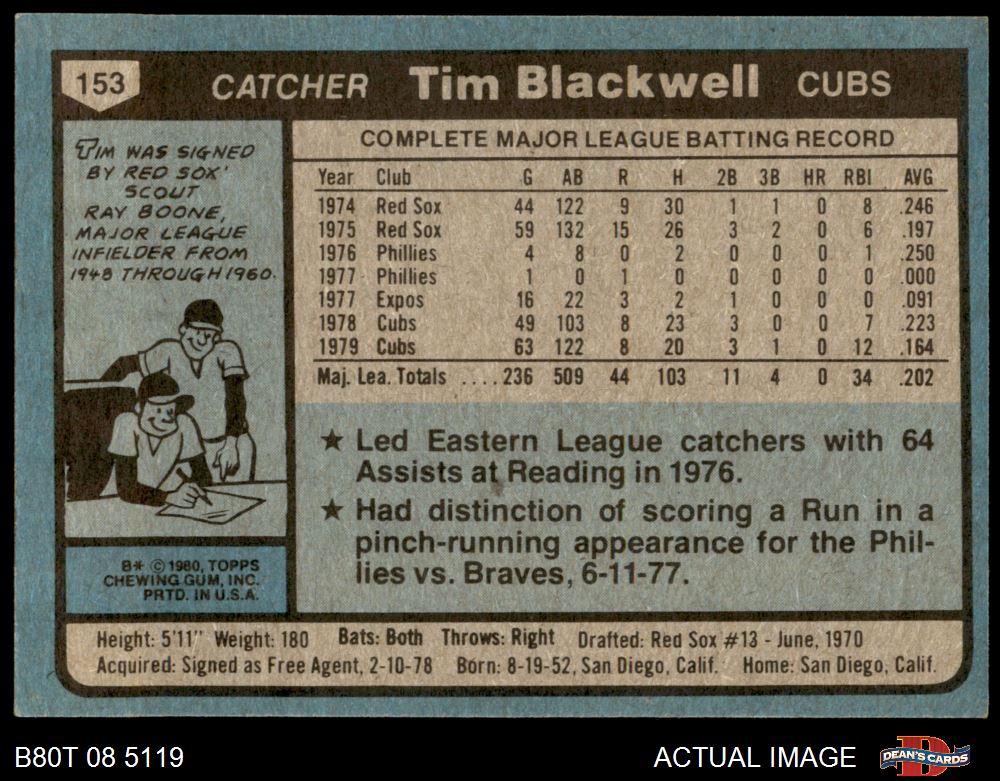 153 CATCHER Tim Blackwell CUBS
TIM WAS SIGNED
BY RED SOX'
SCOUT
RAY BOONE,
MAJOR LEAGUE
INFIELDER FROM
1948 THROUGH 1960.
B* © 1980, TOPPS
CHEWING GUM, INC.
PRTD. IN U.S.A.
COMPLETE MAJOR LEAGUE BATTING RECORD
Year Club G AB R H 2B 3B HR RBI AVG
1974 Red Sox 44 122 9 30 1 1 0 8 .246
1975 Red Sox 59 132 15 26 3 2 0 6 .197
1976 Phillies 4 8 0 2 0 0 0 1 .250
1977 Phillies 1 0 1 0 0 0 0 0 .000
1977 Expos 16 22 3 2 1 0 0 0 .091
1978 Cubs 49 103 8 23 3 0 0 7 .223
1979 Cubs 63 122 8 20 3 1 0 12 .164
Maj. Lea. Totals ....236 509 44 103 11 4 0 34 .202
★ Led Eastern League catchers with 64
Assists at Reading in 1976.
★ Had distinction of scoring a Run in a
pinch-running appearance for the Phil-
lies vs. Braves, 6-11-77.
Height: 5'11" Weight: 180 Bats: Both Throws: Right Drafted: Red Sox #13 - June, 1970
Acquired: Signed as Free Agent, 2-10-78 Born: 8-19-52, San Diego, Calif. Home: San Diego, Calif.
B80T 08 5119 ACTUAL IMAGE DEAN'S CARDS